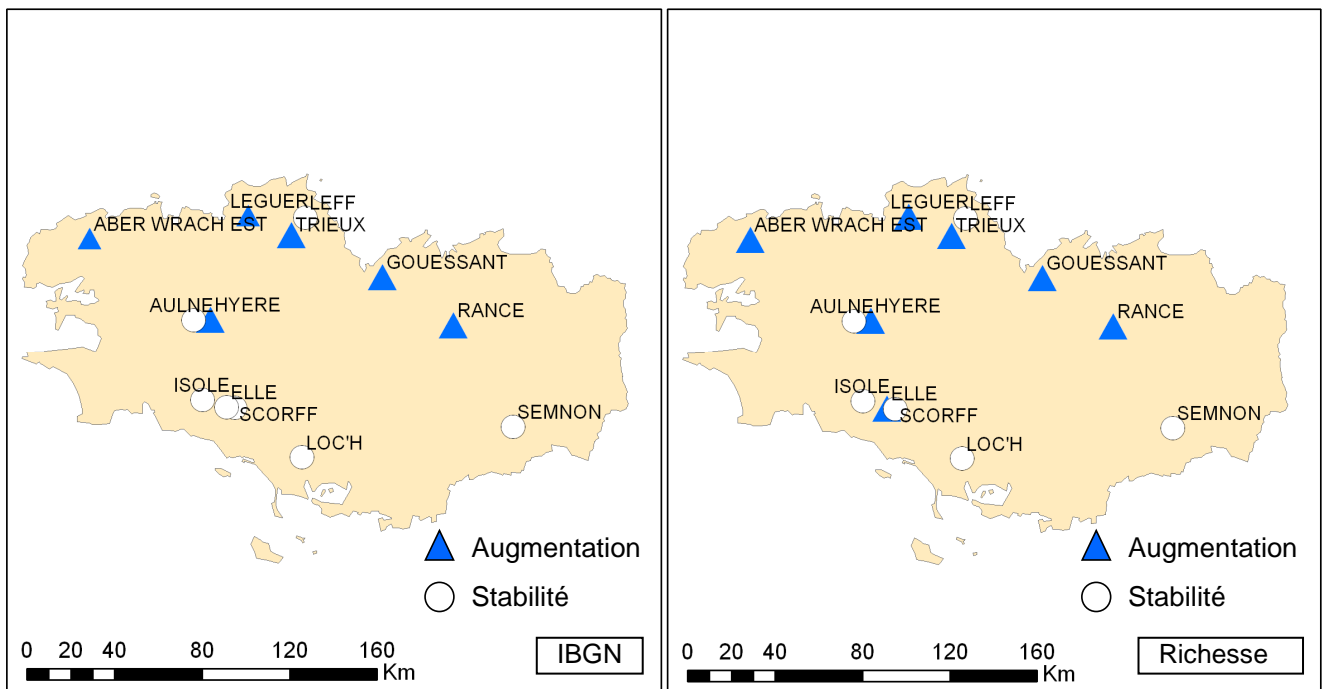 LEGUER LEFF
ABER WRACH EST TRIEUX
GOUESSANT
AULNE HYERE
RANCE
ISOLE ELLE
SCORFF
SEMNON
LOC'H
Augmentation
Stabilité
0 20 40 80 120 160
Km
IBGN
LEGUER LEFF
ABER WRACH EST TRIEUX
GOUESSANT
AULNE HYERE
RANCE
ISOLE ELLE
SCORFF
SEMNON
LOC'H
Augmentation
Stabilité
0 20 40 80 120 160
Km
Richesse